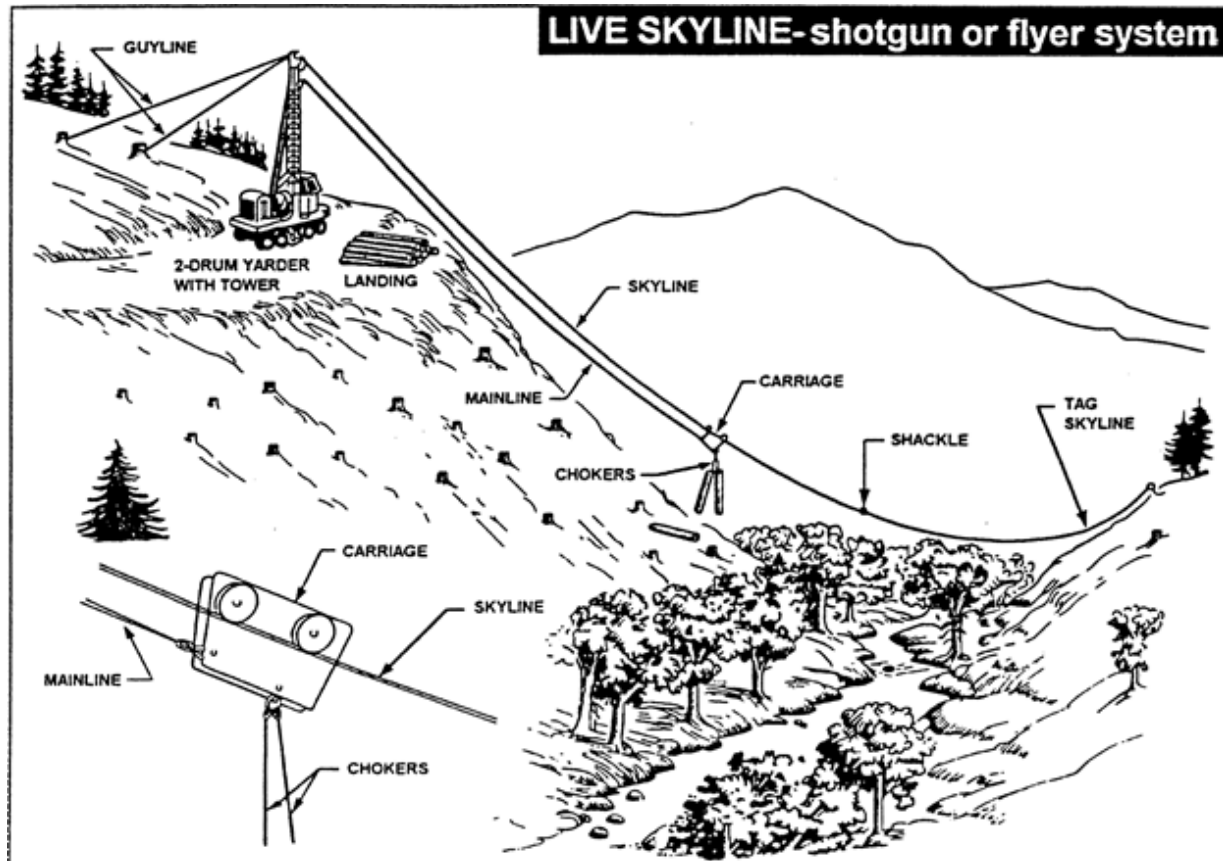 LIVE SKYLINE-shotgun or flyer system
GUYLINE
2-DRUM YARDER
WITH TOWER
LANDING
SKYLINE
MAINLINE
CARRIAGE
TAG
SKYLINE
SHACKLE
CHOKERS
CARRIAGE
SKYLINE
MAINLINE
CHOKERS